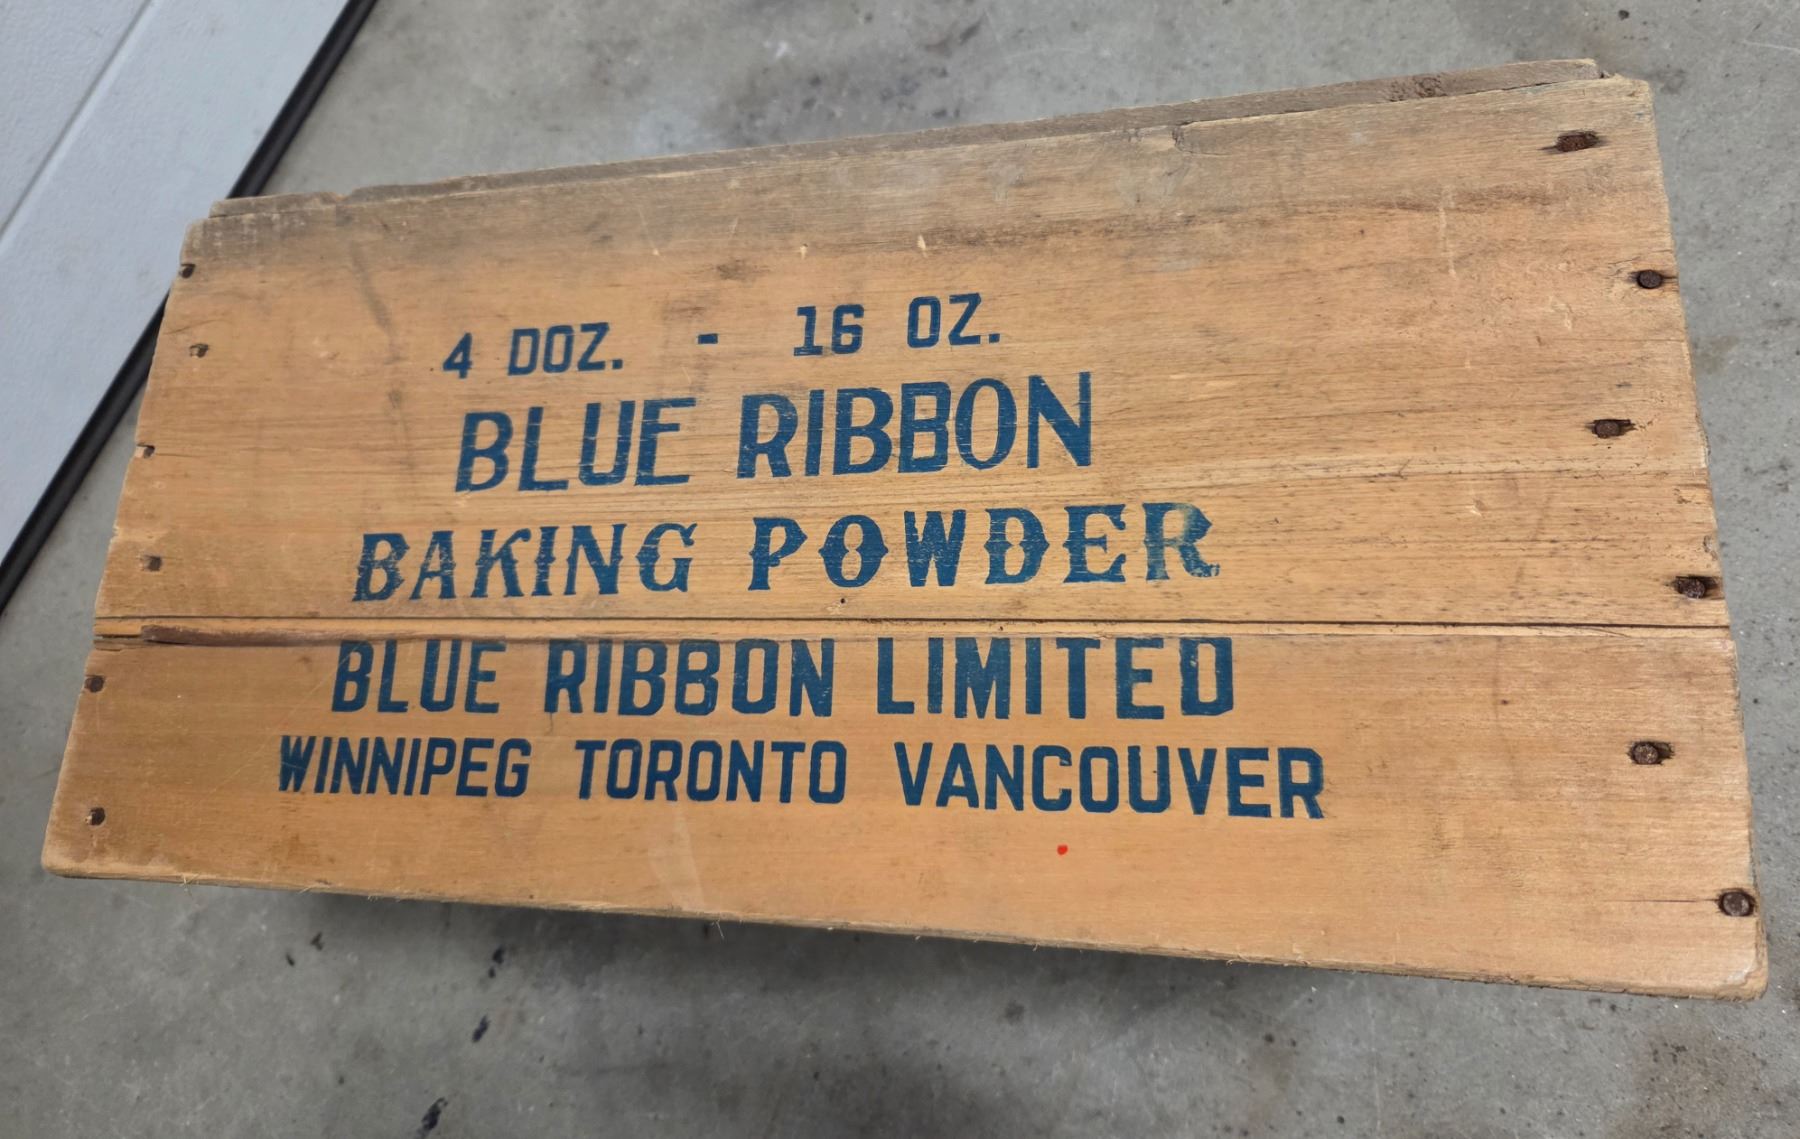 4 DOZ. - 16 OZ.
BLUE RIBBON
BAKING POWDER
BLUE RIBBON LIMITED
WINNIPEG TORONTO VANCOUVER